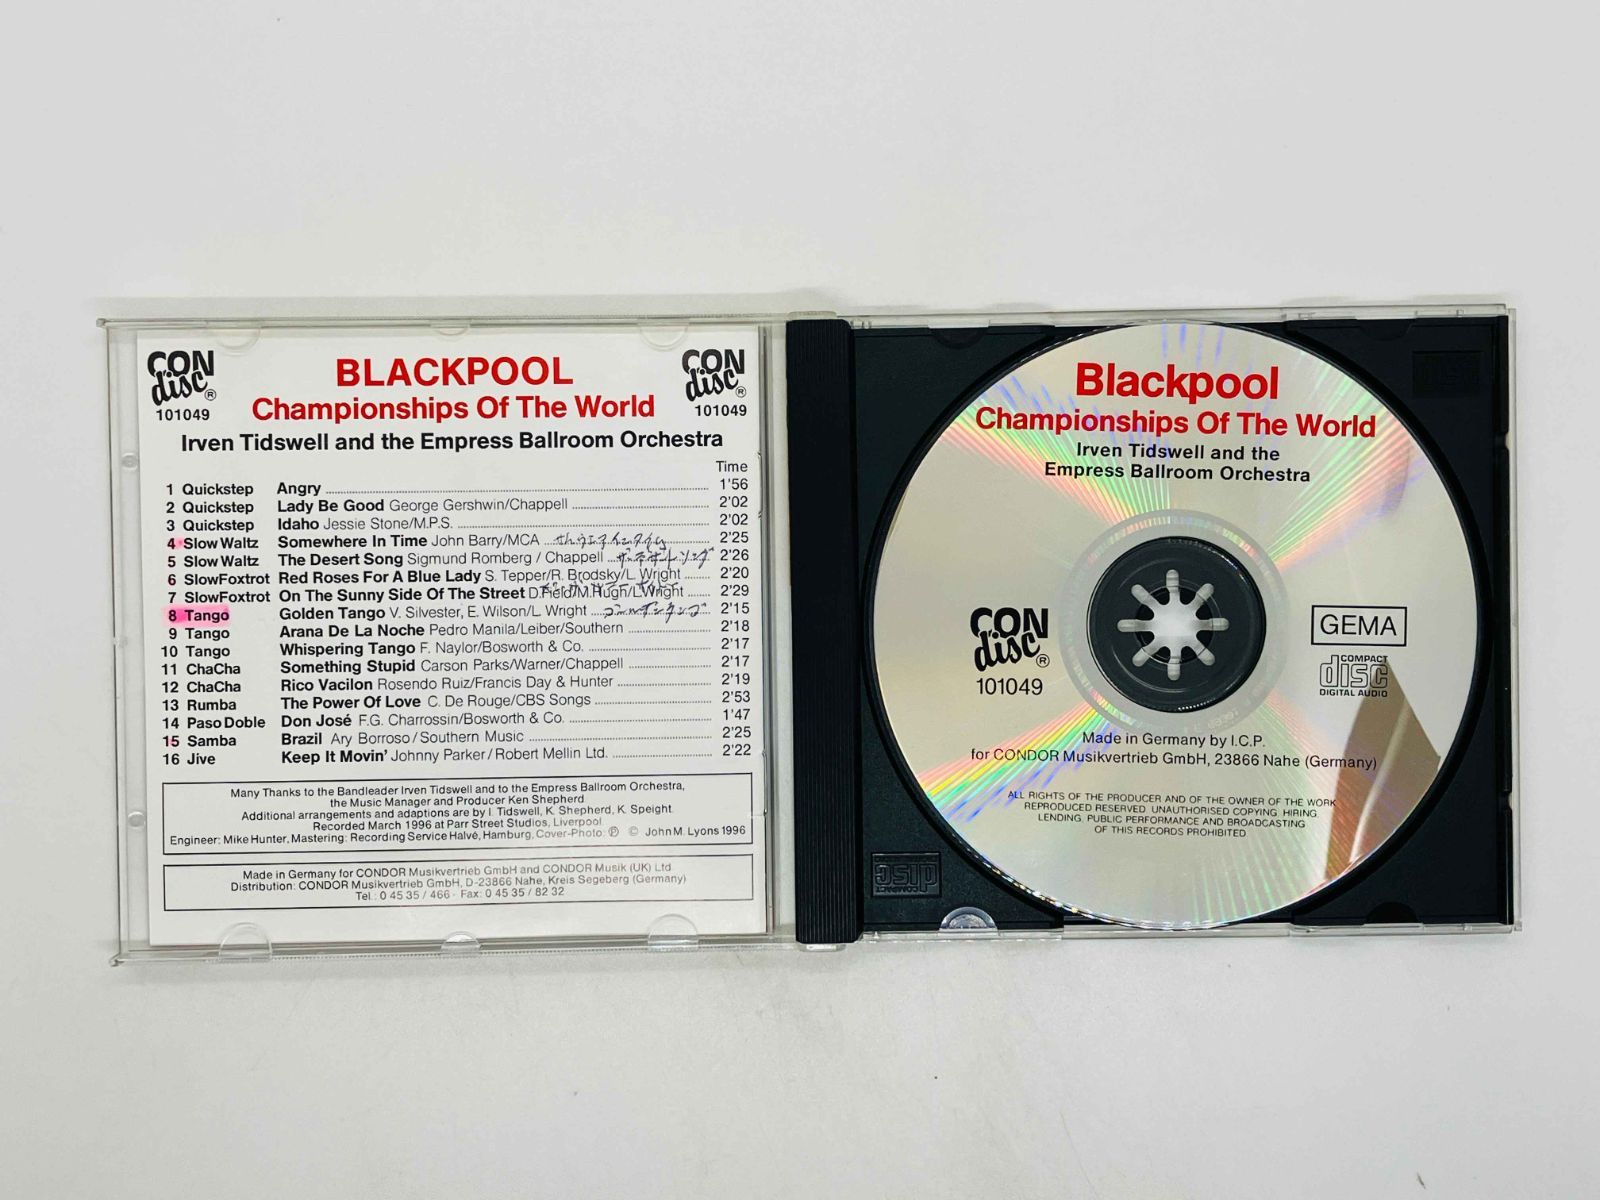 CON disc ® 101049
BLACKPOOL
CON disc ® 101049
Championships Of The World
Irven Tidswell and the Empress Ballroom Orchestra
Time
1 Quickstep Angry 1'56
2 Quickstep Lady Be Good George Gershwin/Chappell 2'02
3 Quickstep Idaho Jessie Stone/M.P.S. 2'02
4 Slow Waltz Somewhere In Time John Barry/MCA 2'25
5 Slow Waltz The Desert Song Sigmund Romberg / Chappell ザ・デザートソング 2'26
6 SlowFoxtrot Red Roses For A Blue Lady S. Tepper/R. Brodsky/L. Wright 2'20
7 SlowFoxtrot On The Sunny Side Of The Street D.Field/M.Hugh/L.Wright 2'29
8 Tango Golden Tango V. Silvester, E. Wilson/L. Wright 2'15
9 Tango Arana De La Noche Pedro Manila/Leiber/Southern 2'18
10 Tango Whispering Tango F. Naylor/Bosworth & Co. 2'17
11 ChaCha Something Stupid Carson Parks/Warner/Chappell 2'17
12 ChaCha Rico Vacilon Rosendo Ruiz/Francis Day & Hunter 2'19
13 Rumba The Power Of Love C. De Rouge/CBS Songs 2'53
14 Paso Doble Don José F.G. Charrossin/Bosworth & Co. 1'47
15 Samba Brazil Ary Borroso/Southern Music 2'25
16 Jive Keep It Movin' Johnny Parker/Robert Mellin Ltd. 2'22
Many Thanks to the Bandleader Irven Tidswell and to the Empress Ballroom Orchestra,
the Music Manager and Producer Ken Shepherd
Additional arrangements and adaptions are by I. Tidswell, K. Shepherd, K. Speight.
Recorded March 1996 at Parr Street Studios, Liverpool
Engineer: Mike Hunter, Mastering: Recording Service Halvé, Hamburg, Cover-Photo: ℗ © John M. Lyons 1996
Made in Germany for CONDOR Musikvertrieb GmbH and CONDOR Musik (UK) Ltd
Distribution: CONDOR Musikvertrieb GmbH, D-23866 Nahe, Kreis Segeberg (Germany)
Tel.: 0 45 35 / 466 - Fax: 0 45 35 / 82 32
Blackpool
Championships Of The World
Irven Tidswell and the
Empress Ballroom Orchestra
CON disc ®
101049
GEMA
COMPACT
disc
DIGITAL AUDIO
Made in Germany by I.C.P.
for CONDOR Musikvertrieb GmbH, 23866 Nahe (Germany)
ALL RIGHTS OF THE PRODUCER AND OF THE OWNER OF THE WORK
REPRODUCED RESERVED. UNAUTHORISED COPYING. HIRING.
LENDING. PUBLIC PERFORMANCE AND BROADCASTING
OF THIS RECORDS PROHIBITED